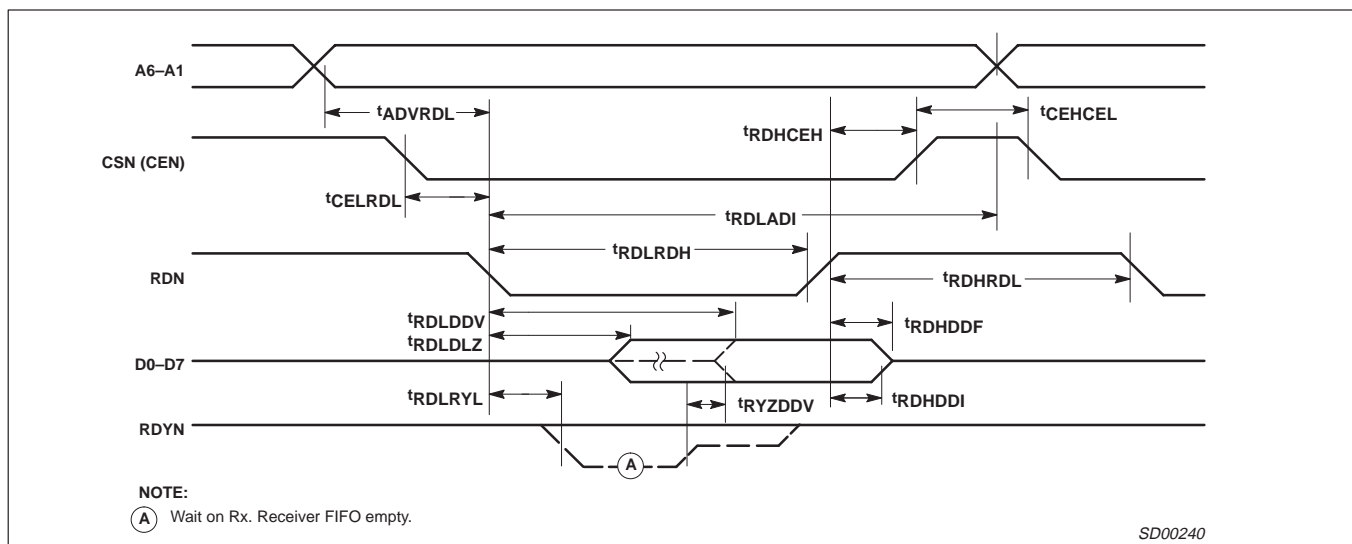 A6–A1
tADVRDL
tCEHCEL
tRDHCEH
CSN (CEN)
tCELRDL
tRDLADI
tRDLRDH
RDN
tRDHRDL
tRDLDDV
tRDHDDF
tRDLDLZ
D0–D7
tRDLRYL
tRYZDDV
tRDHDDI
RDYN
A
NOTE:
A Wait on Rx. Receiver FIFO empty.
SD00240